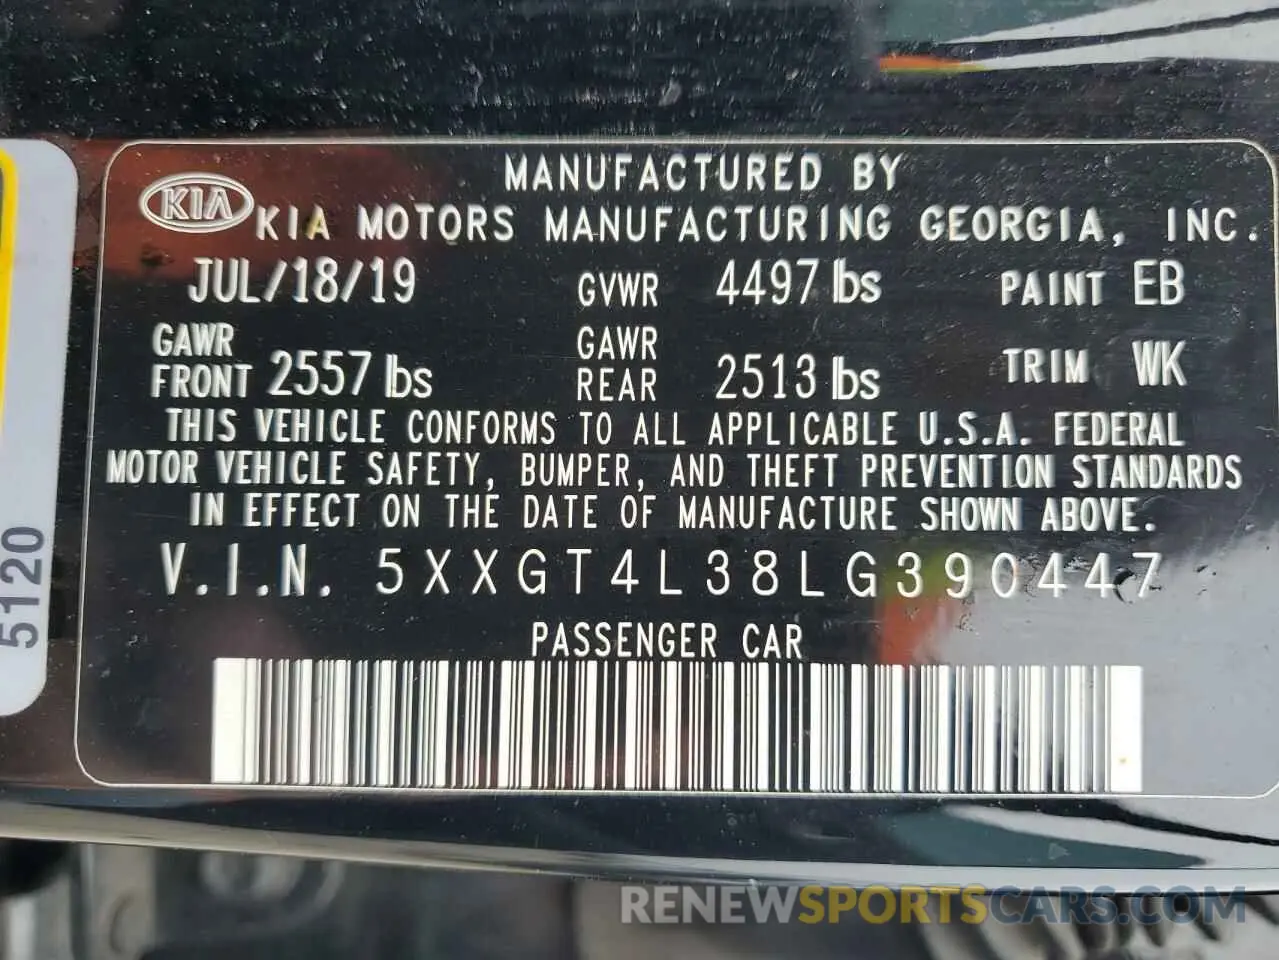 MANUFACTURED BY
KIA KIA MOTORS MANUFACTURING GEORGIA, INC.
JUL/18/19 GVWR 4497 lbs PAINT EB
GAWR FRONT 2557 lbs GAWR REAR 2513 lbs TRIM WK
THIS VEHICLE CONFORMS TO ALL APPLICABLE U.S.A. FEDERAL
MOTOR VEHICLE SAFETY, BUMPER, AND THEFT PREVENTION STANDARDS
IN EFFECT ON THE DATE OF MANUFACTURE SHOWN ABOVE.
V.I.N. 5XXGT4L38LG390447
PASSENGER CAR
5120
RENEWSPORTSCARS.COM